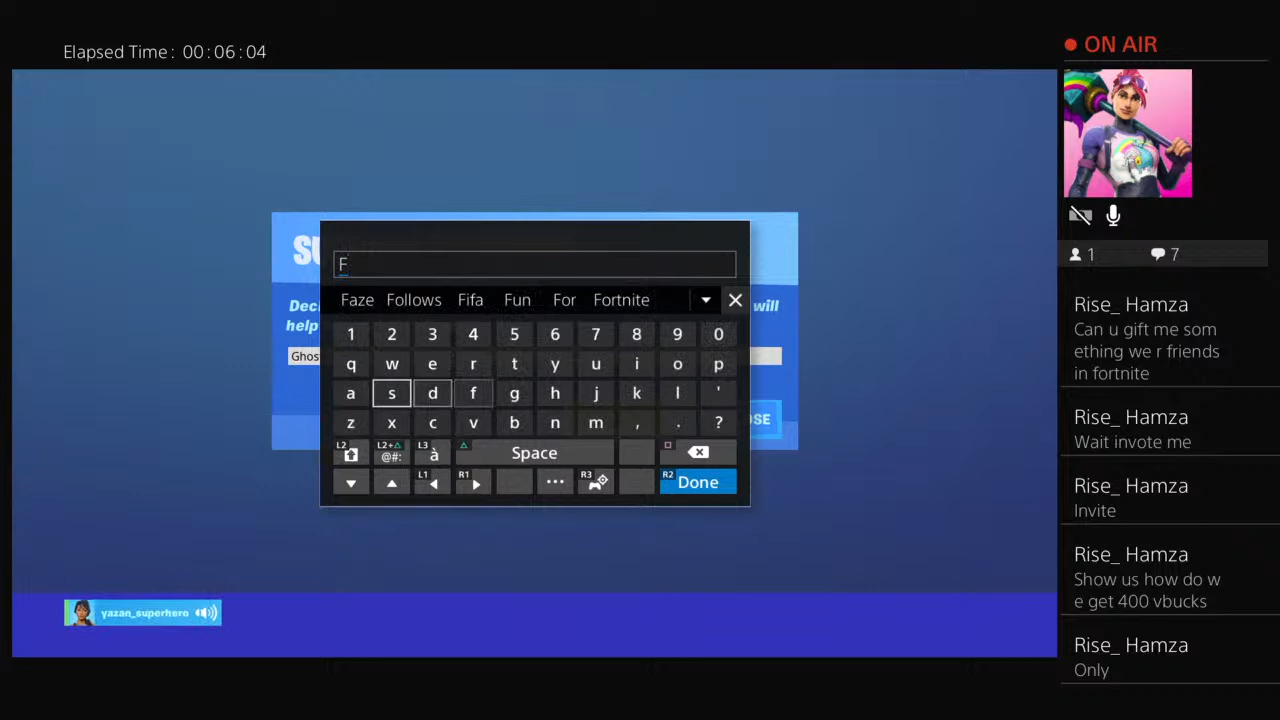 Elapsed Time: 00:06:04
ON AIR
1 7
F
Faze Follows Fifa Fun For Fortnite
1 2 3 4 5 6 7 8 9 0
q w e r t y u i o p
a s d f g h j k l '
z x c v b n m , . ?
L2 L2+△ @#: L3 à △ Space
L1 R1 ... R3 R2 Done
SU
Deci will
help
Ghos
OSE
yazan_superhero
Rise_ Hamza
Can u gift me som
ething we r friends
in fortnite
Rise_ Hamza
Wait invote me
Rise_ Hamza
Invite
Rise_ Hamza
Show us how do w
e get 400 vbucks
Rise_ Hamza
Only